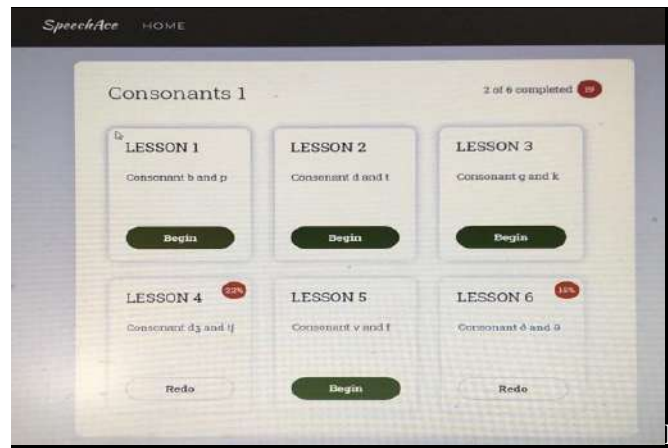 SpeechAce HOME
Consonants 1
2 of 6 completed 19
LESSON 1
Consonant b and p
Begin
LESSON 2
Consonant d and t
Begin
LESSON 3
Consonant g and k
Begin
LESSON 4
22%
Consonant dʒ and tʃ
Redo
LESSON 5
Consonant v and f
Begin
LESSON 6
Consonant ð and
Redo